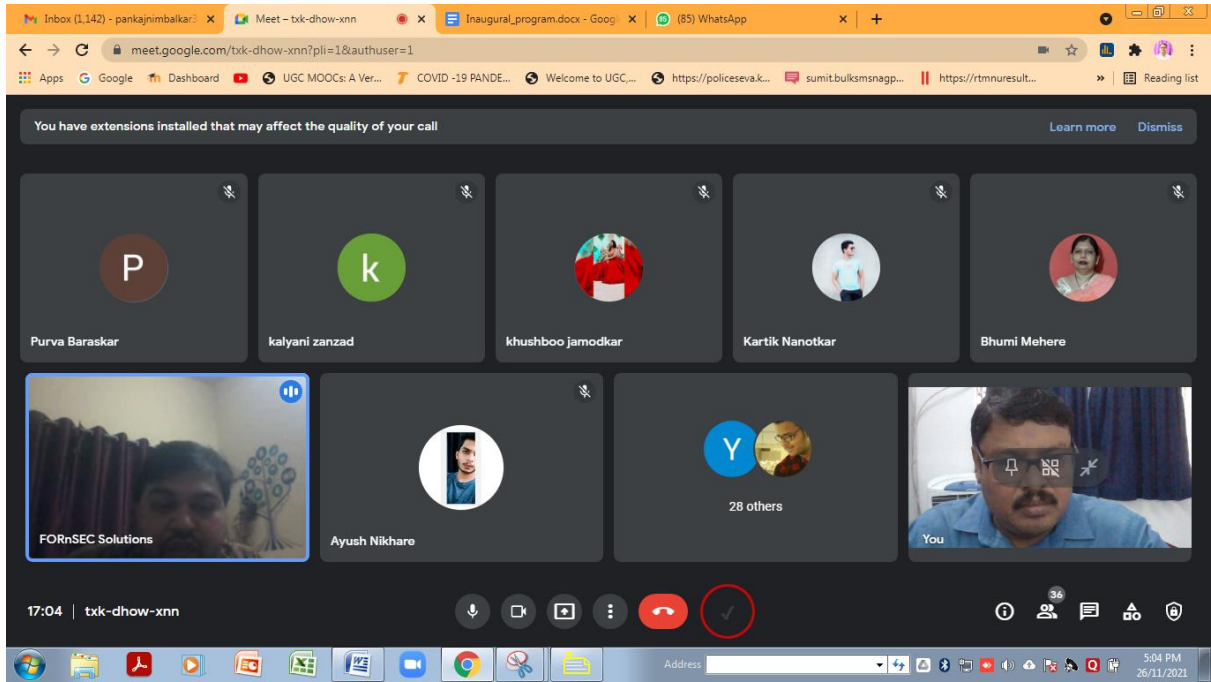 Inbox (1,142) - pankajnimbalkar3
Meet – txk-dhow-xnn
Inaugural_program.docx - Googl
(85) WhatsApp
meet.google.com/txk-dhow-xnn?pli=1&authuser=1
Apps
Google
Dashboard
UGC MOOCs: A Ver...
COVID -19 PANDE...
Welcome to UGC,...
https://policeseva.k...
sumit.bulksmsnagp...
https://rtmnuresult...
»
Reading list
You have extensions installed that may affect the quality of your call
Learn more
Dismiss
P
k
Purva Baraskar
kalyani zanzad
khushboo jamodkar
Kartik Nanotkar
Bhumi Mehere
Y
28 others
FORnSEC Solutions
Ayush Nikhare
You
36
17:04 | txk-dhow-xnn
Address
5:04 PM
26/11/2021